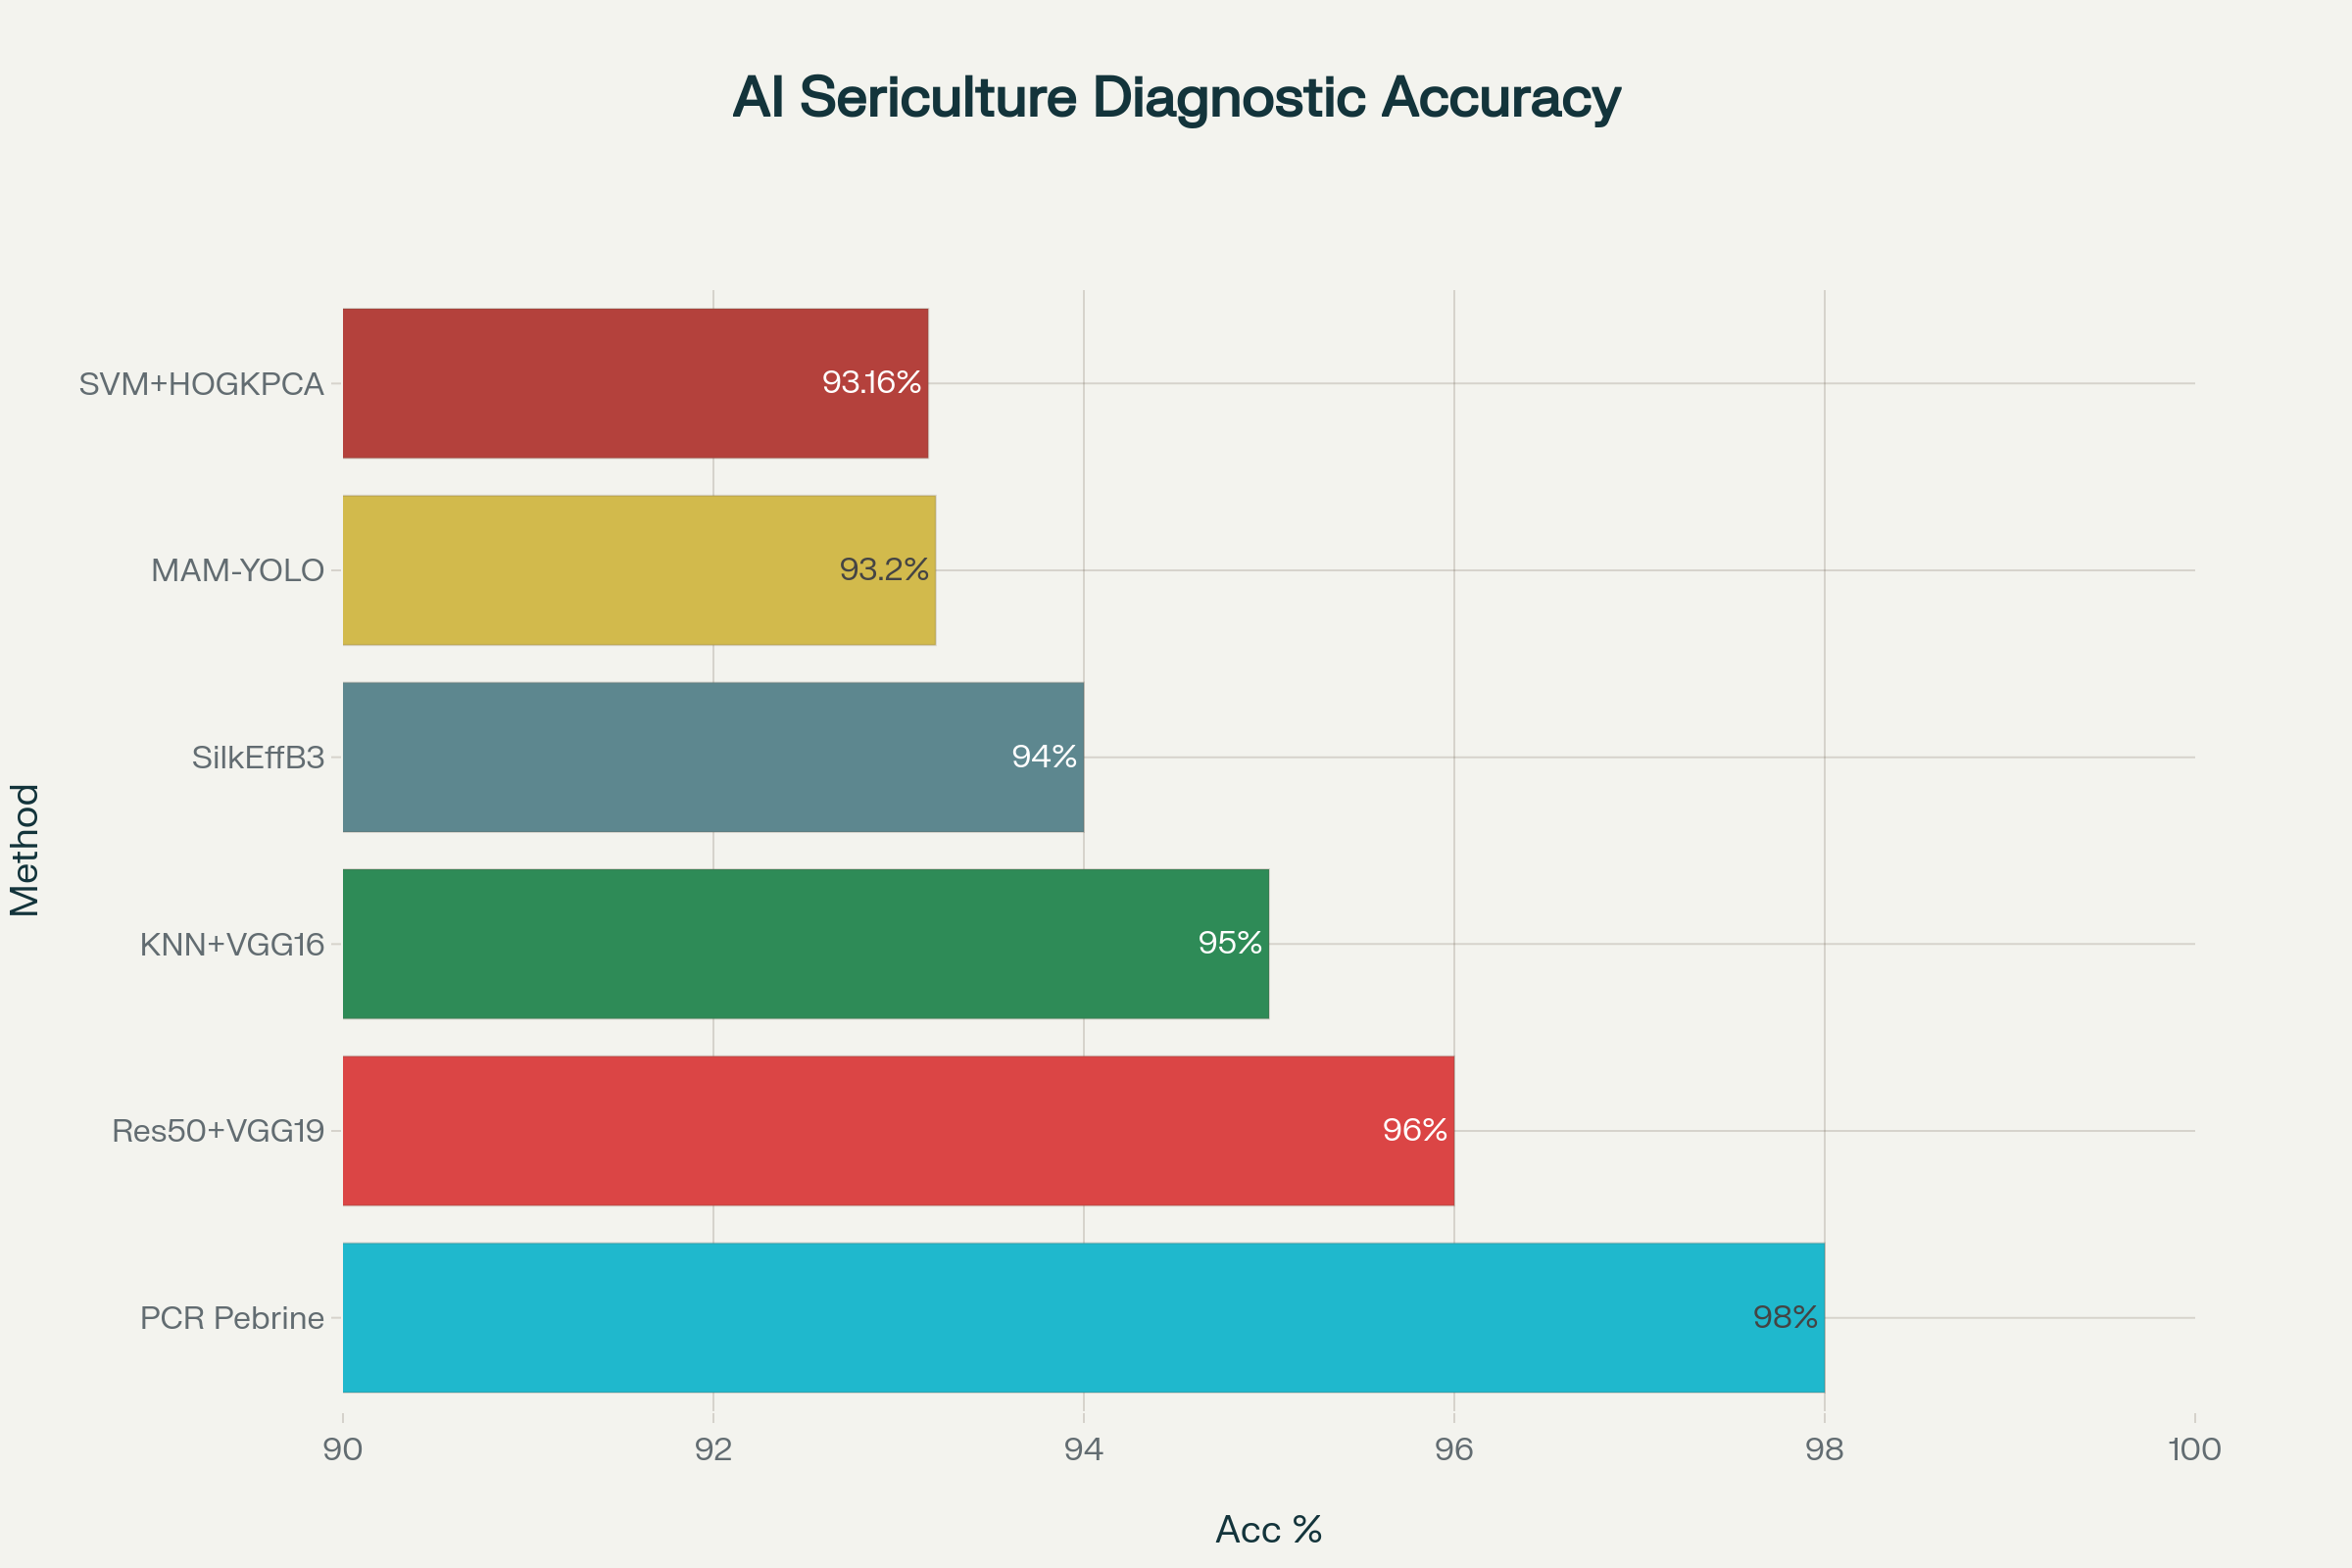 AI Sericulture Diagnostic Accuracy
SVM+HOGKPCA
93.16%
MAM-YOLO
93.2%
SilkEffB3
94%
KNN+VGG16
95%
Res50+VGG19
96%
PCR Pebrine
98%
Method
90 92 94 96 98 100
Acc %